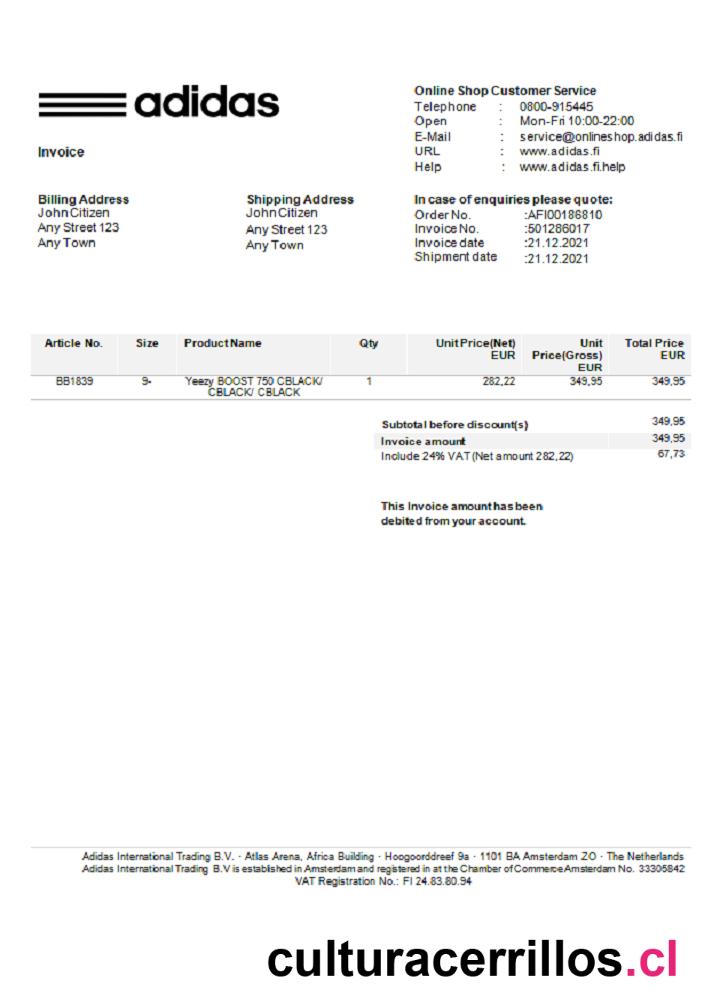 adidas
Invoice
Online Shop Customer Service
Telephone : 0800-915445
Open : Mon-Fri 10:00-22:00
E-Mail : service@onlineshop.adidas.fi
URL : www.adidas.fi
Help : www.adidas.fi.help
Billing Address
John Citizen
Any Street 123
Any Town
Shipping Address
John Citizen
Any Street 123
Any Town
In case of enquiries please quote:
Order No. :AFI00186810
Invoice No. :501286017
Invoice date :21.12.2021
Shipment date :21.12.2021
Article No. Size Product Name Qty Unit Price(Net) Unit Total Price
EUR Price(Gross) EUR
EUR
BB1839 9- Yeezy BOOST 750 CBLACK/ 1 282,22 349,95 349,95
CBLACK/ CBLACK
Subtotal before discount(s) 349,95
Invoice amount 349,95
Include 24% VAT (Net amount 282,22) 67,73
This Invoice amount has been
debited from your account.
Adidas International Trading B.V. · Atlas Arena, Africa Building · Hoogoorddreef 9a · 1101 BA Amsterdam ZO · The Netherlands
Adidas International Trading B.V is established in Amsterdam and registered in at the Chamber of Commerce Amsterdam No. 33305842
VAT Registration No.: FI 24.83.80.94
culturacerrillos.cl